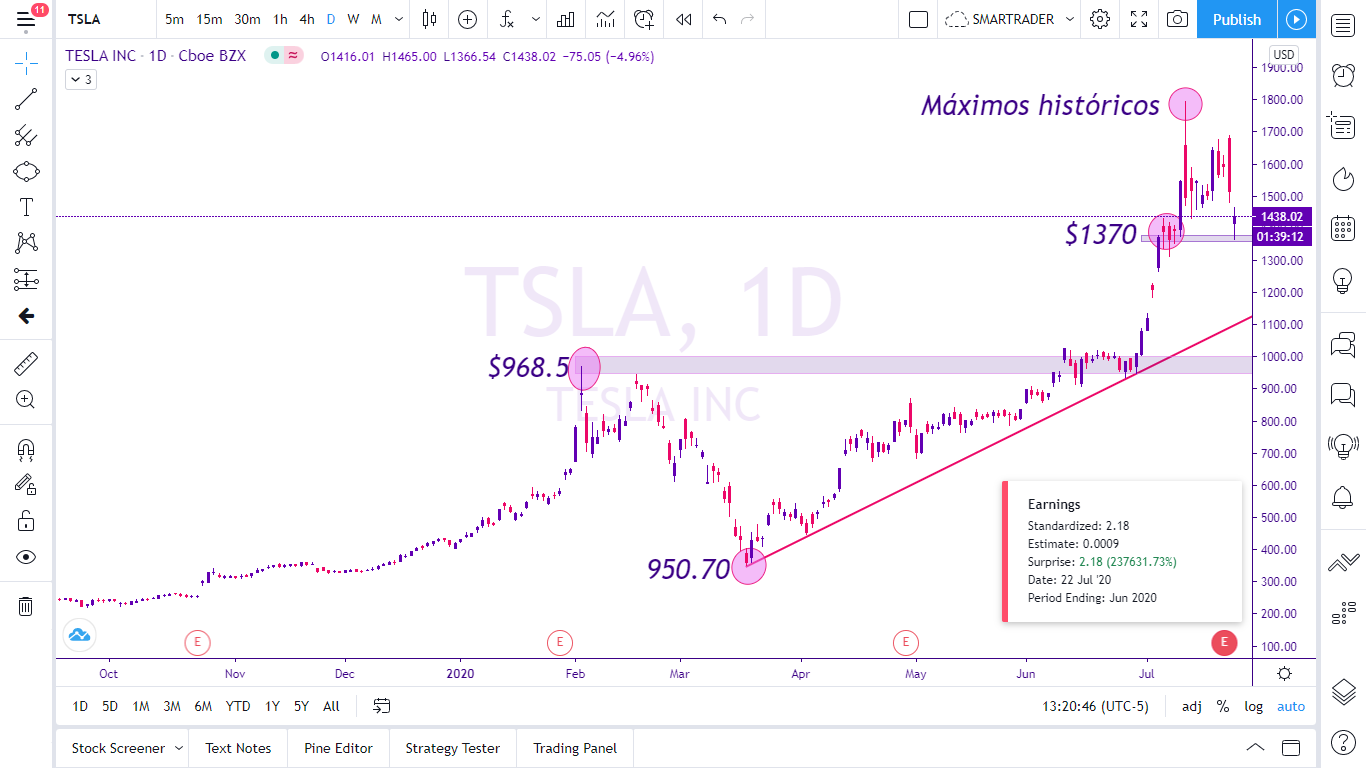 11
TSLA 5m 15m 30m 1h 4h D W M SMARTRADER Publish
TESLA INC · 1D · Cboe BZX ≈ O1416.01 H1465.00 L1366.54 C1438.02 −75.05 (−4.96%)
3
USD
1900.00
1800.00
1700.00
1600.00
1500.00
1438.02
01:39:12
1300.00
1200.00
1100.00
1000.00
900.00
800.00
700.00
600.00
500.00
400.00
300.00
200.00
100.00
Máximos históricos
$1370
TSLA, 1D
TESLA INC
$968.5
950.70
Earnings
Standardized: 2.18
Estimate: 0.0009
Surprise: 2.18 (237631.73%)
Date: 22 Jul '20
Period Ending: Jun 2020
E E E E
Oct Nov Dec 2020 Feb Mar Apr May Jun Jul
1D 5D 1M 3M 6M YTD 1Y 5Y All 13:20:46 (UTC-5) adj % log auto
Stock Screener Text Notes Pine Editor Strategy Tester Trading Panel